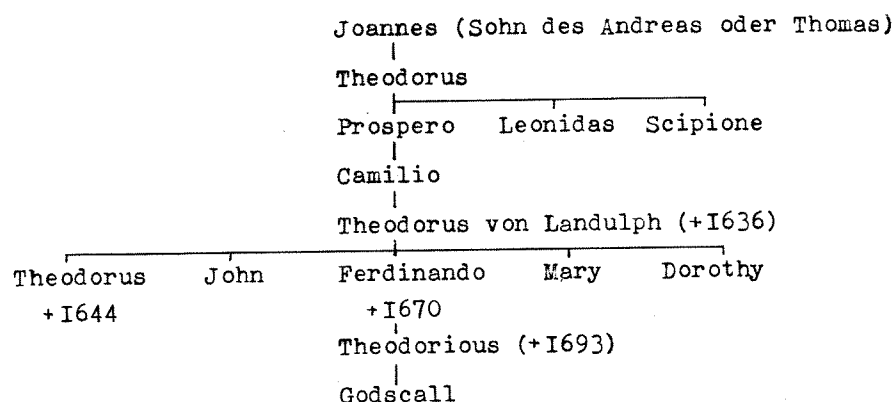 Joannes (Sohn des Andreas oder Thomas)
Theodorus
Prospero Leonidas Scipione
Camilio
Theodorus von Landulph (+I636)
Theodorus John Ferdinando Mary Dorothy
+I644 +I670
Theodorious (+I693)
Godscall